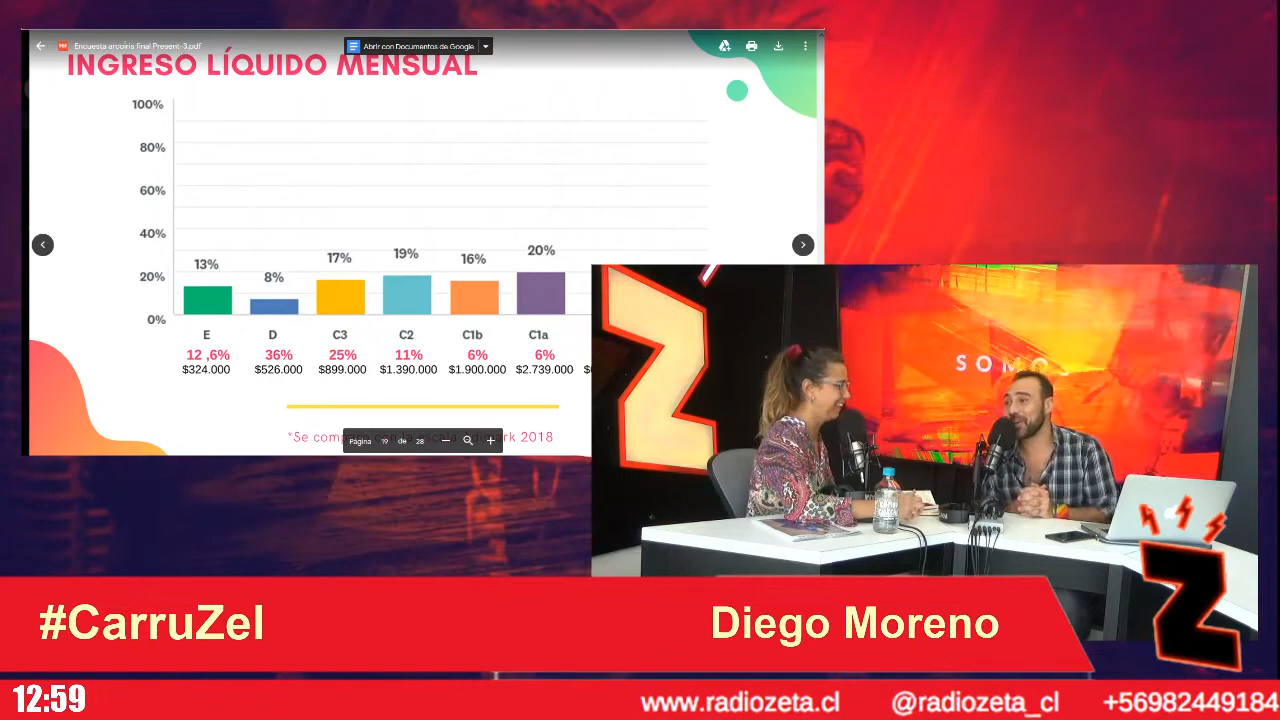 Encuesta arcoiris final Present-3.pdf
Abrir con Documentos de Google
INGRESO LÍQUIDO MENSUAL
100%
80%
60%
40%
20%
0%
13%
8%
17%
19%
16%
20%
E D C3 C2 C1b C1a
12 ,6% 36% 25% 11% 6% 6%
$324.000 $526.000 $899.000 $1.390.000 $1.900.000 $2.739.000
*Se
2018
Página 19 de 28
Z
SOMOS
#CarruZel
Diego Moreno
Z
12:59
www.radiozeta.cl @radiozeta_cl +56982449184